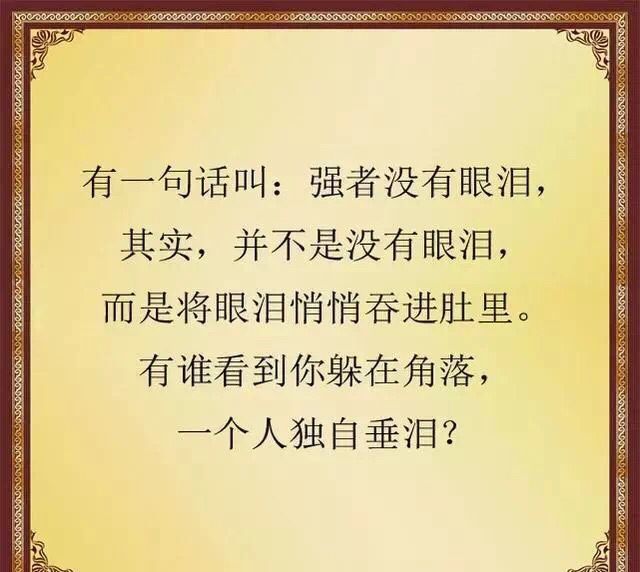 有一句话叫：强者没有眼泪，
其实，并不是没有眼泪，
而是将眼泪悄悄吞进肚里。
有谁看到你躲在角落，
一个人独自垂泪？